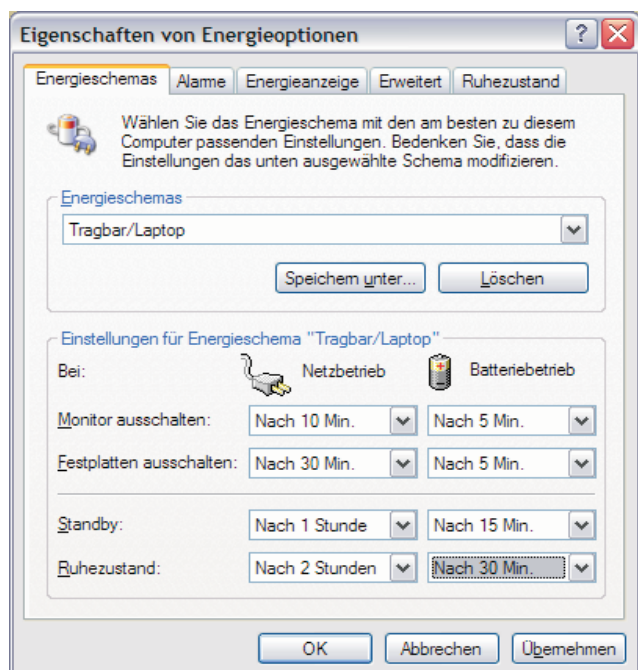 Eigenschaften von Energieoptionen
Energieschemas Alarme Energieanzeige Erweitert Ruhezustand
Wählen Sie das Energieschema mit den am besten zu diesem
Computer passenden Einstellungen. Bedenken Sie, dass die
Einstellungen das unten ausgewählte Schema modifizieren.
Energieschemas
Tragbar/Laptop
Speichern unter... Löschen
Einstellungen für Energieschema "Tragbar/Laptop"
Bei: Netzbetrieb Batteriebetrieb
Monitor ausschalten: Nach 10 Min. Nach 5 Min.
Festplatten ausschalten: Nach 30 Min. Nach 5 Min.
Standby: Nach 1 Stunde Nach 15 Min.
Ruhezustand: Nach 2 Stunden Nach 30 Min.
OK Abbrechen Übernehmen